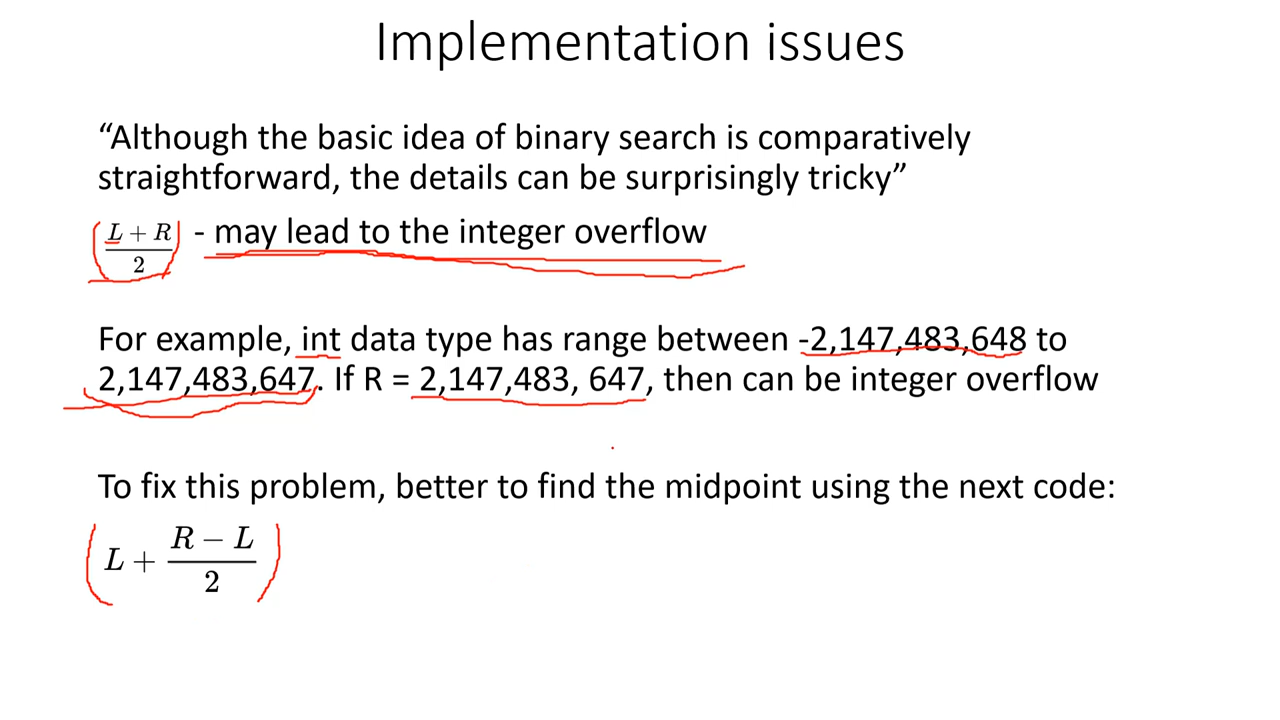 Implementation issues
“Although the basic idea of binary search is comparatively
straightforward, the details can be surprisingly tricky”
\frac{L + R}{2} - may lead to the integer overflow
For example, int data type has range between -2,147,483,648 to
2,147,483,647. If R = 2,147,483, 647, then can be integer overflow
To fix this problem, better to find the midpoint using the next code:
L + \frac{R − L}{2}